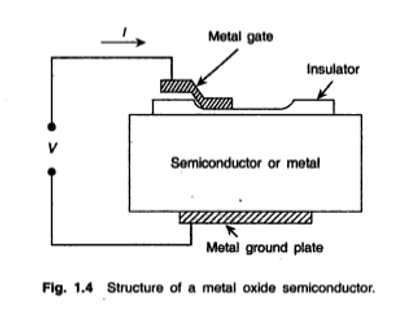 I
Metal gate
Insulator
V
Semiconductor or metal
Metal ground plate
Fig. 1.4 Structure of a metal oxide semiconductor.